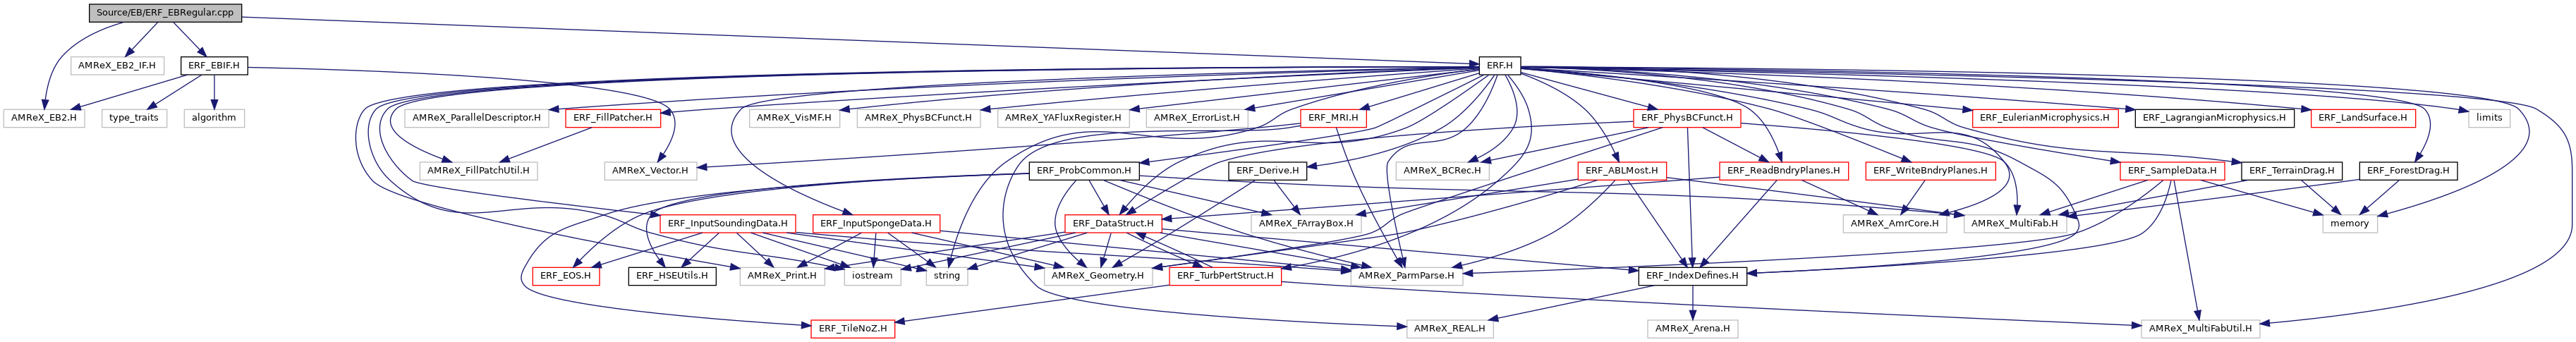 Source/EB/ERF_EBRegular.cpp
AMReX_EB2_IF.H
ERF_EBIF.H
ERF.H
AMReX_EB2.H
type_traits
algorithm
AMReX_ParallelDescriptor.H
ERF_FillPatcher.H
AMReX_VisMF.H
AMReX_PhysBCFunct.H
AMReX_YAFluxRegister.H
AMReX_ErrorList.H
ERF_MRI.H
ERF_PhysBCFunct.H
ERF_EulerianMicrophysics.H
ERF_LagrangianMicrophysics.H
ERF_LandSurface.H
limits
AMReX_FillPatchUtil.H
AMReX_Vector.H
ERF_ProbCommon.H
ERF_Derive.H
AMReX_BCRec.H
ERF_ABLMost.H
ERF_ReadBndryPlanes.H
ERF_WriteBndryPlanes.H
ERF_SampleData.H
ERF_TerrainDrag.H
ERF_ForestDrag.H
ERF_InputSoundingData.H
ERF_InputSpongeData.H
ERF_DataStruct.H
AMReX_FArrayBox.H
AMReX_AmrCore.H
AMReX_MultiFab.H
memory
ERF_EOS.H
ERF_HSEUtils.H
AMReX_Print.H
iostream
string
AMReX_Geometry.H
ERF_TurbPertStruct.H
AMReX_ParmParse.H
ERF_IndexDefines.H
ERF_TileNoZ.H
AMReX_REAL.H
AMReX_Arena.H
AMReX_MultiFabUtil.H